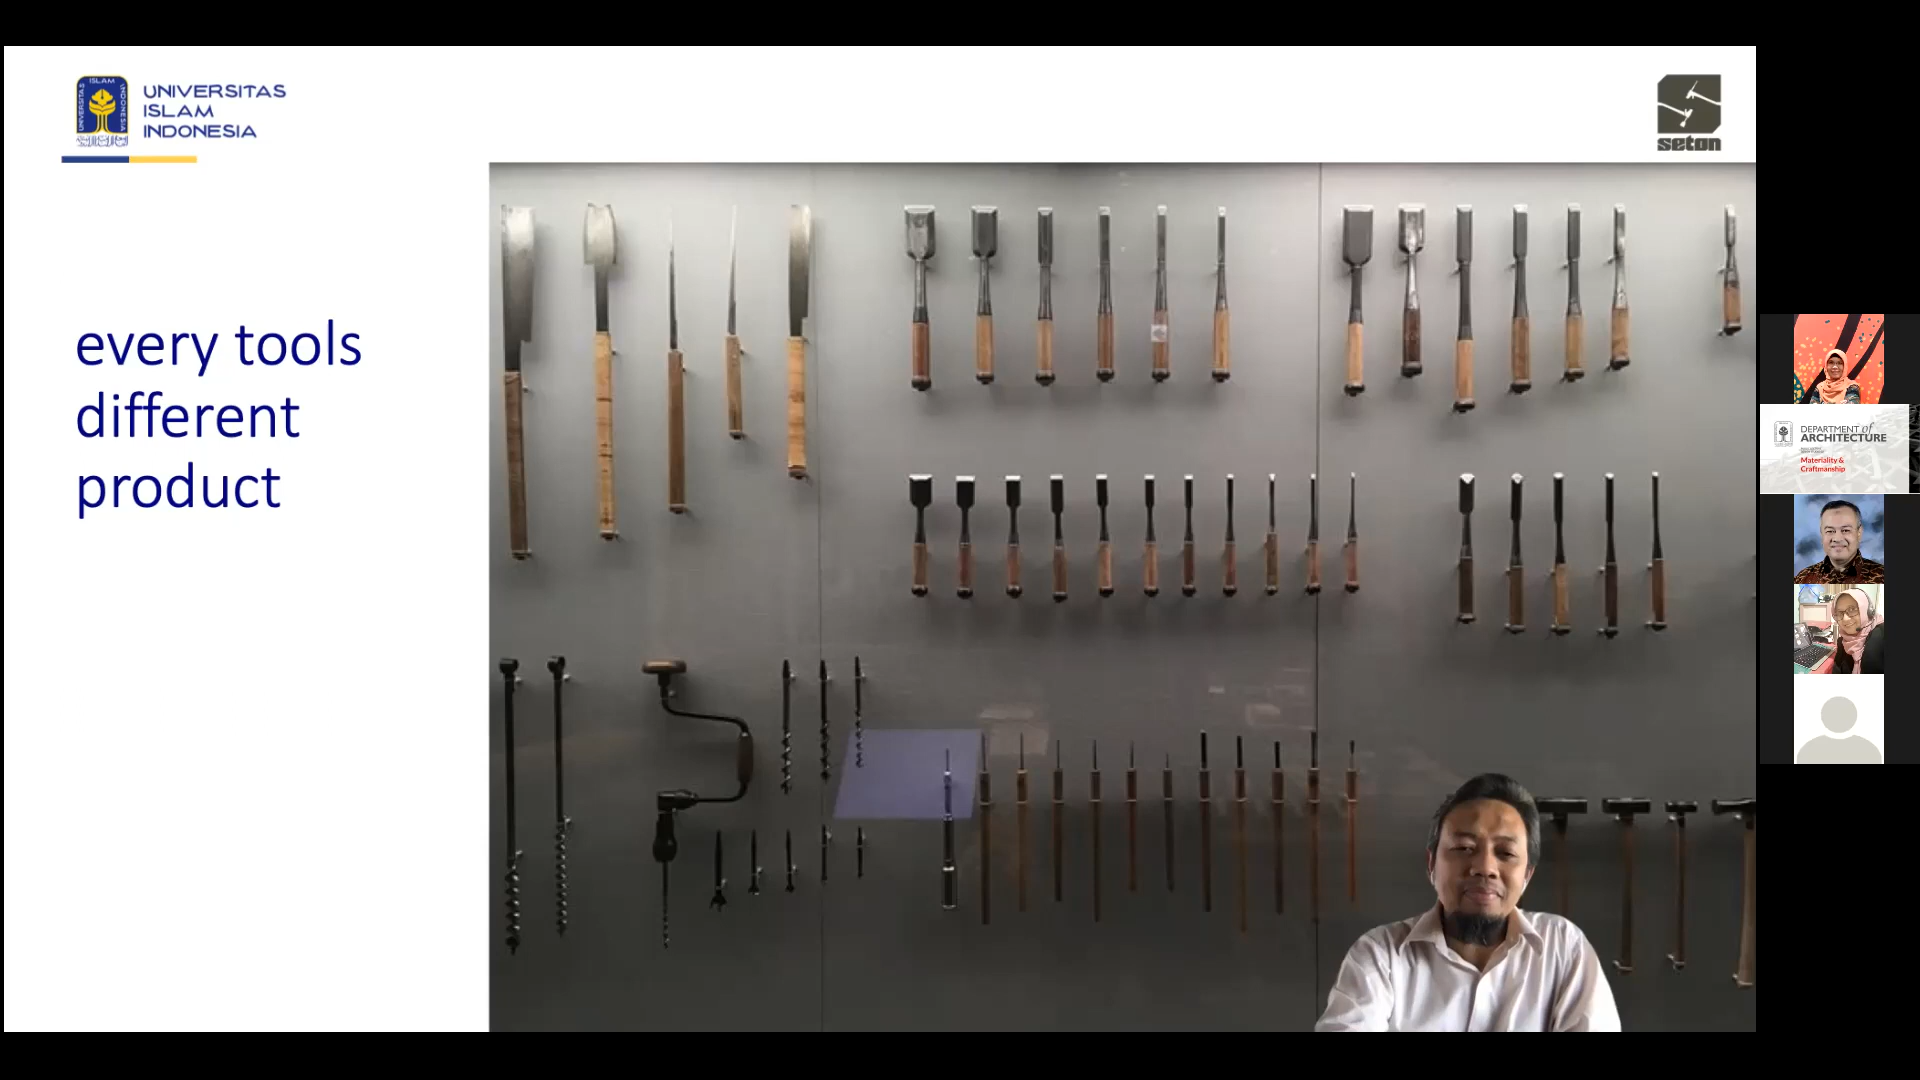 UNIVERSITAS
ISLAM
INDONESIA
seton
every tools
different
product
DEPARTMENT of
ARCHITECTURE
Materiality &
Craftmanship